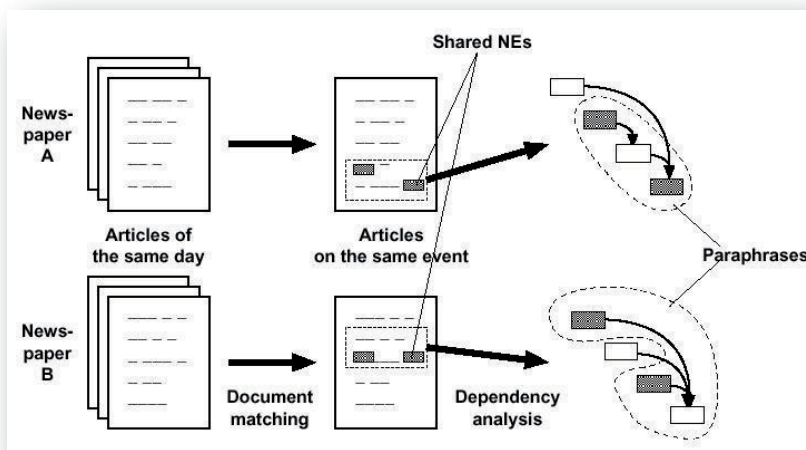 Shared NEs
News-
paper
A
Articles of
the same day
Articles
on the same event
Paraphrases
News-
paper
B
Document
matching
Dependency
analysis